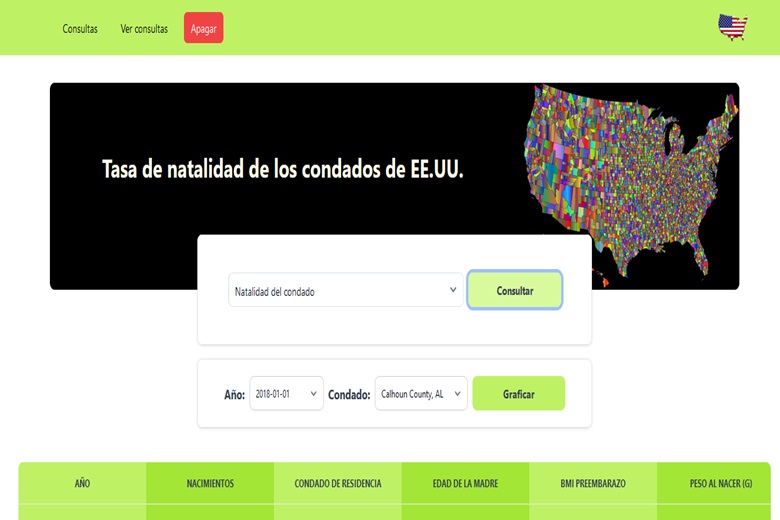 Consultas Ver consultas Apagar
Tasa de natalidad de los condados de EE.UU.
Natalidad del condado Consultar
Año: 2018-01-01 Condado: Calhoun County, AL Graficar
AÑO NACIMIENTOS CONDADO DE RESIDENCIA EDAD DE LA MADRE BMI PREEMBARAZO PESO AL NACER (G)